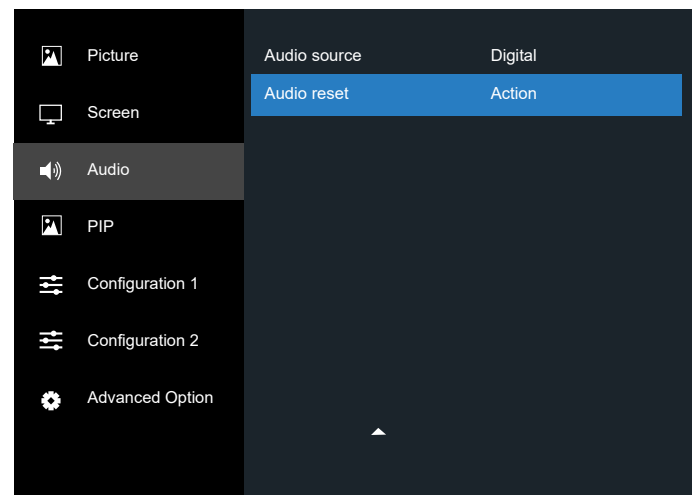 Picture
Screen
Audio
PIP
Configuration 1
Configuration 2
Advanced Option
Audio source Digital
Audio reset Action